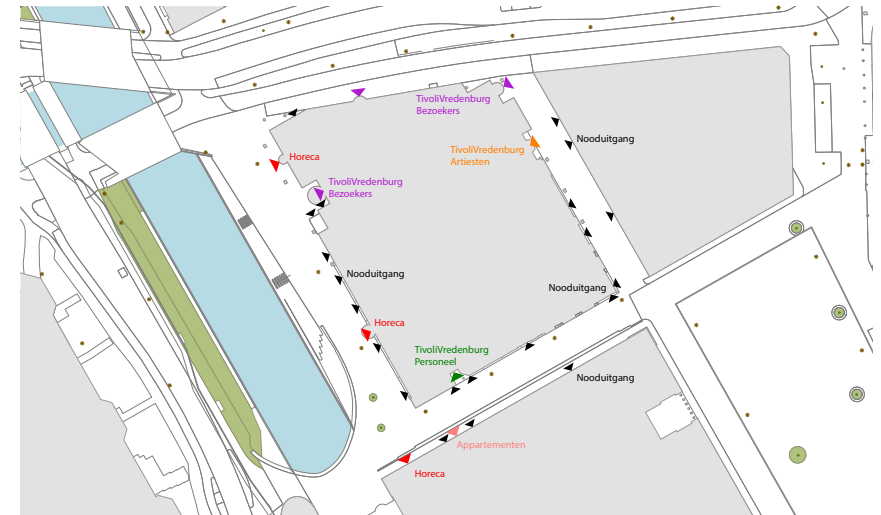 TivoliVredenburg
Bezoekers
Nooduitgang
TivoliVredenburg
Artiesten
Horeca
TivoliVredenburg
Bezoekers
Nooduitgang
Nooduitgang
Horeca
TivoliVredenburg
Personeel
Nooduitgang
Appartementen
Horeca